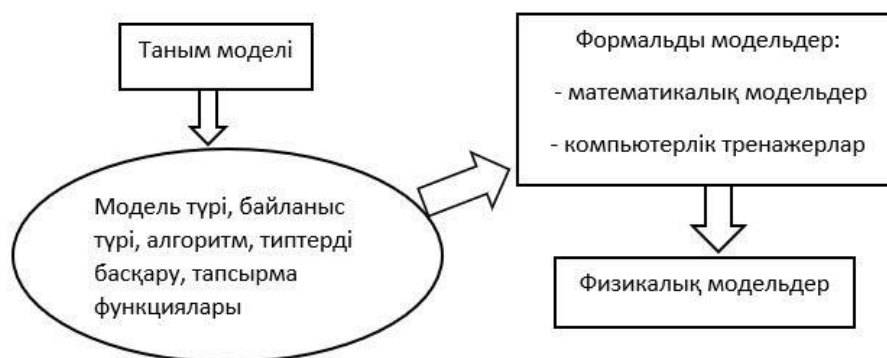 Таным моделі
Модель түрі, байланыс
түрі, алгоритм, типтерді
басқару, тапсырма
функциялары
Формальды модельдер:
- математикалық модельдер
- компьютерлік тренажерлар
Физикалық модельдер